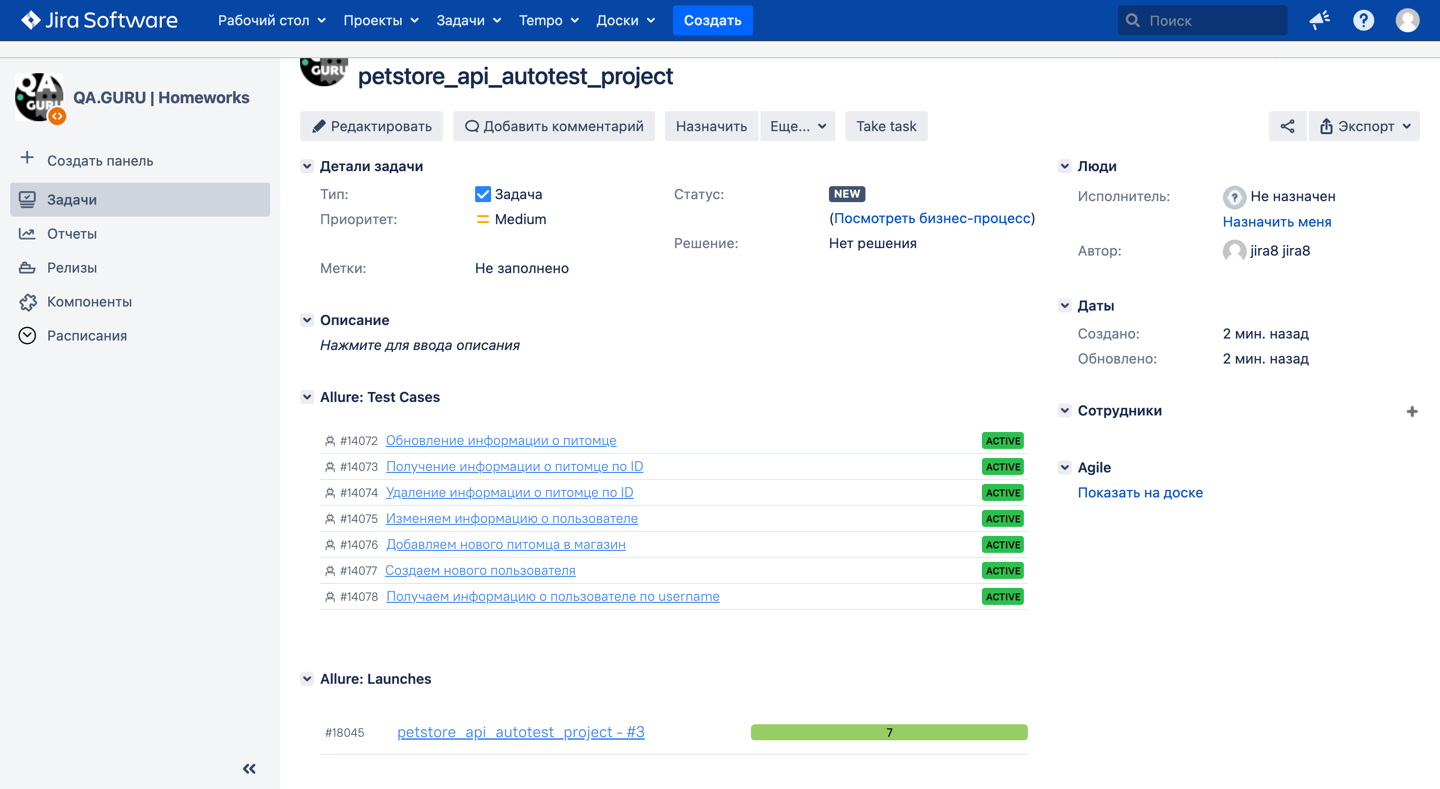 Jira Software Рабочий стол Проекты Задачи Tempo Доски Создать Поиск
QA GURU
QA.GURU | Homeworks
Создать панель
Задачи
Отчеты
Релизы
Компоненты
Расписания
GURU
petstore_api_autotest_project
Редактировать Добавить комментарий Назначить Еще... Take task Экспорт
Детали задачи
Тип: Задача Статус: NEW
Приоритет: Medium (Посмотреть бизнес-процесс)
Решение: Нет решения
Метки: Не заполнено
Описание
Нажмите для ввода описания
Allure: Test Cases
#14072 Обновление информации о питомце ACTIVE
#14073 Получение информации о питомце по ID ACTIVE
#14074 Удаление информации о питомце по ID ACTIVE
#14075 Изменяем информацию о пользователе ACTIVE
#14076 Добавляем нового питомца в магазин ACTIVE
#14077 Создаем нового пользователя ACTIVE
#14078 Получаем информацию о пользователе по username ACTIVE
Allure: Launches
#18045 petstore_api_autotest_project - #3 7
Люди
Исполнитель: Не назначен
Назначить меня
Автор: jira8 jira8
Даты
Создано: 2 мин. назад
Обновлено: 2 мин. назад
Сотрудники
Agile
Показать на доске